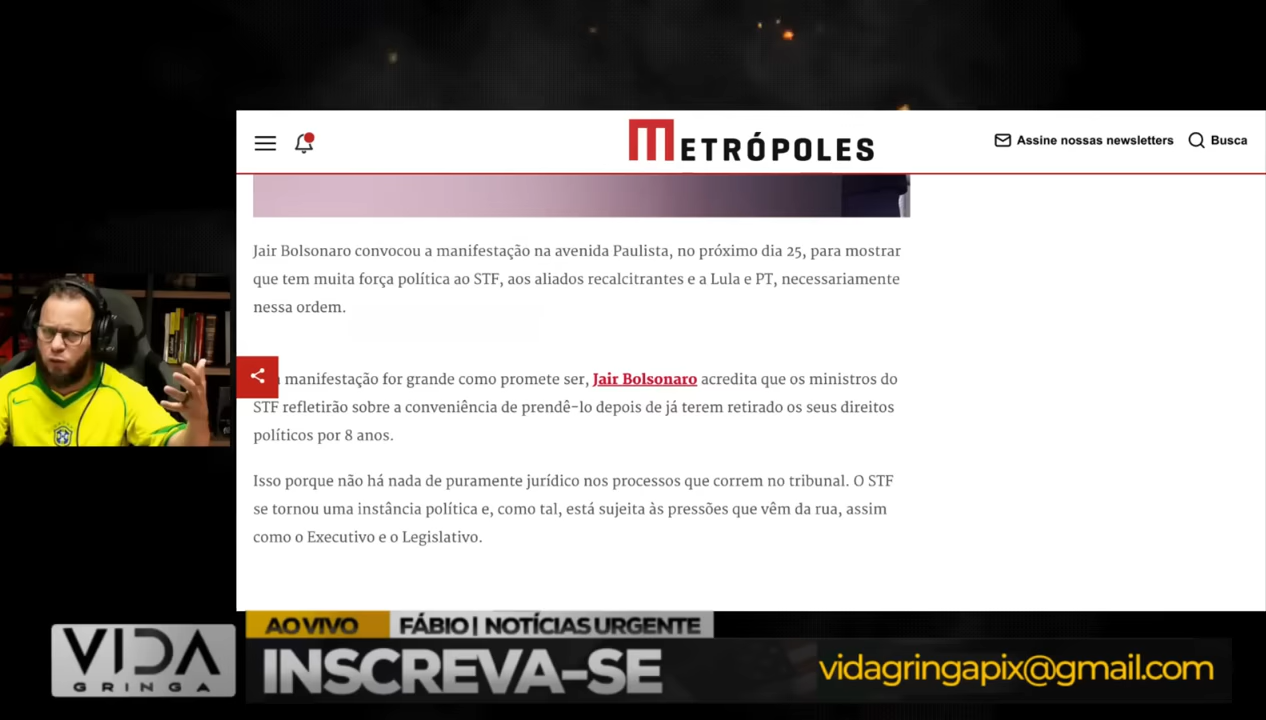 METRÓPOLES
Assine nossas newsletters
Busca
Jair Bolsonaro convocou a manifestação na avenida Paulista, no próximo dia 25, para mostrar
que tem muita força política ao STF, aos aliados recalcitrantes e a Lula e PT, necessariamente
nessa ordem.
manifestação for grande como promete ser, Jair Bolsonaro acredita que os ministros do
STF refletirão sobre a conveniência de prendê-lo depois de já terem retirado os seus direitos
políticos por 8 anos.
Isso porque não há nada de puramente jurídico nos processos que correm no tribunal. O STF
se tornou uma instância política e, como tal, está sujeita às pressões que vêm da rua, assim
como o Executivo e o Legislativo.
AO VIVO
FÁBIO | NOTÍCIAS URGENTE
VIDA
GRINGA
INSCREVA-SE
vidagringapix@gmail.com